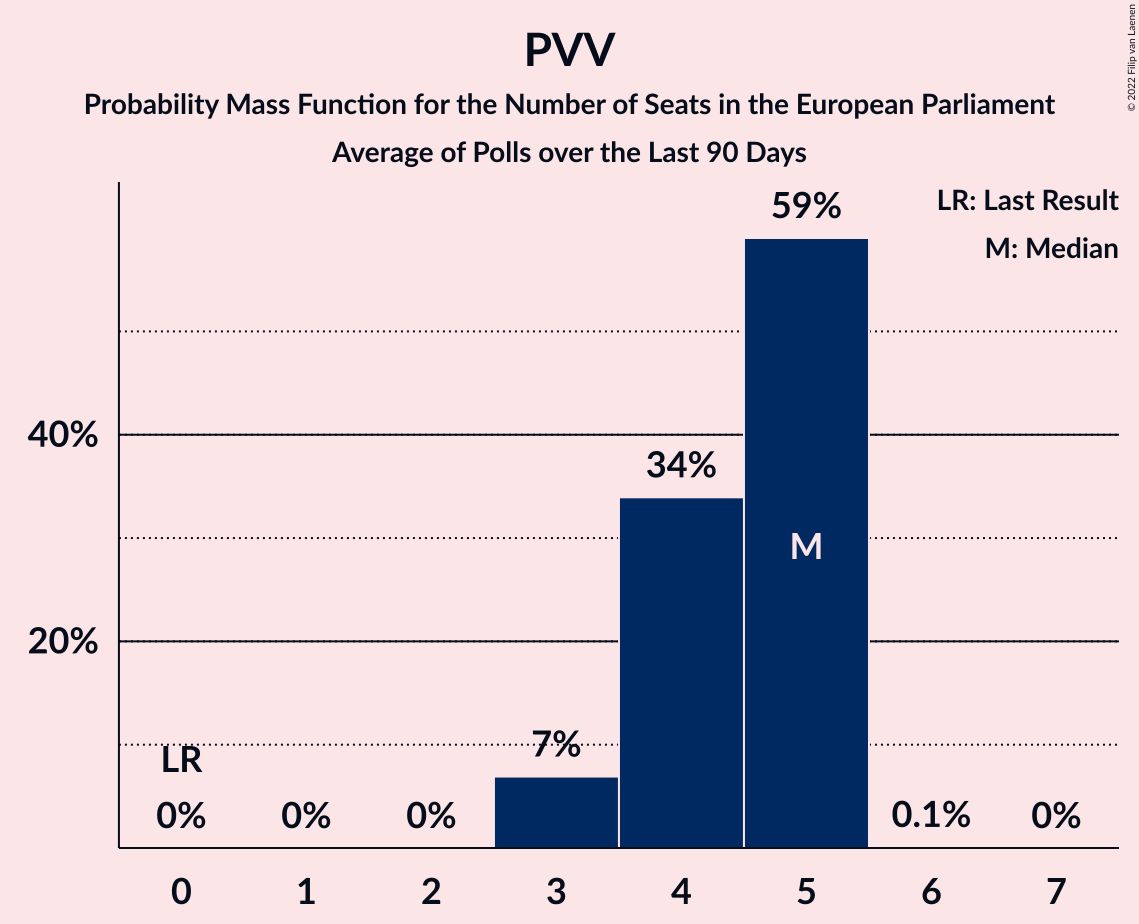 PVV
Probability Mass Function for the Number of Seats in the European Parliament
Average of Polls over the Last 90 Days
© 2022 Filip van Laenen
LR: Last Result
M: Median
59%
40%
34%
M
20%
7%
LR
0% 0% 0% 0.1% 0%
0 1 2 3 4 5 6 7